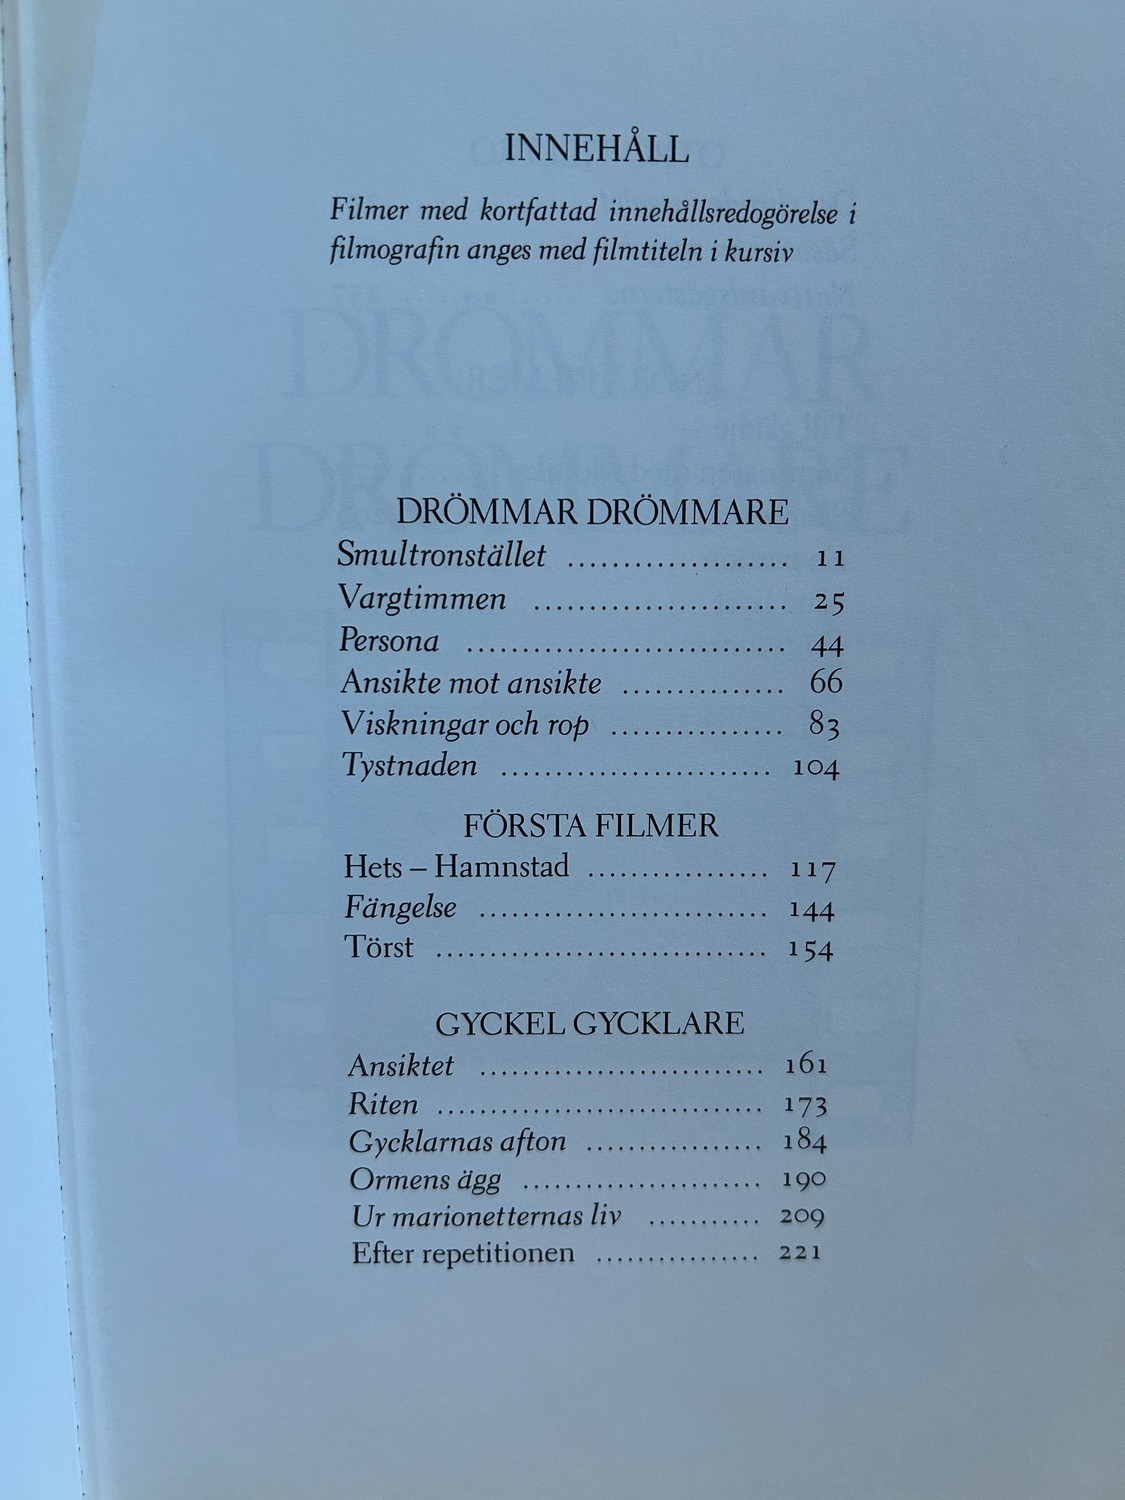 INNEHÅLL
Filmer med kortfattad innehållsredogörelse i
filmografin anges med filmtiteln i kursiv
DRÖMMAR
DRÖMMARE
DRÖMMAR DRÖMMARE
Smultronstället .................... 11
Vargtimmen ....................... 25
Persona ............................. 44
Ansikte mot ansikte ............... 66
Viskningar och rop ................ 83
Tystnaden ......................... 104
FÖRSTA FILMER
Hets – Hamnstad ................. 117
Fängelse ........................... 144
Törst ............................... 154
GYCKEL GYCKLARE
Ansiktet ........................... 161
Riten ............................... 173
Gycklarnas afton ................. 184
Ormens ägg ....................... 190
Ur marionetternas liv ........... 209
Efter repetitionen ................ 221